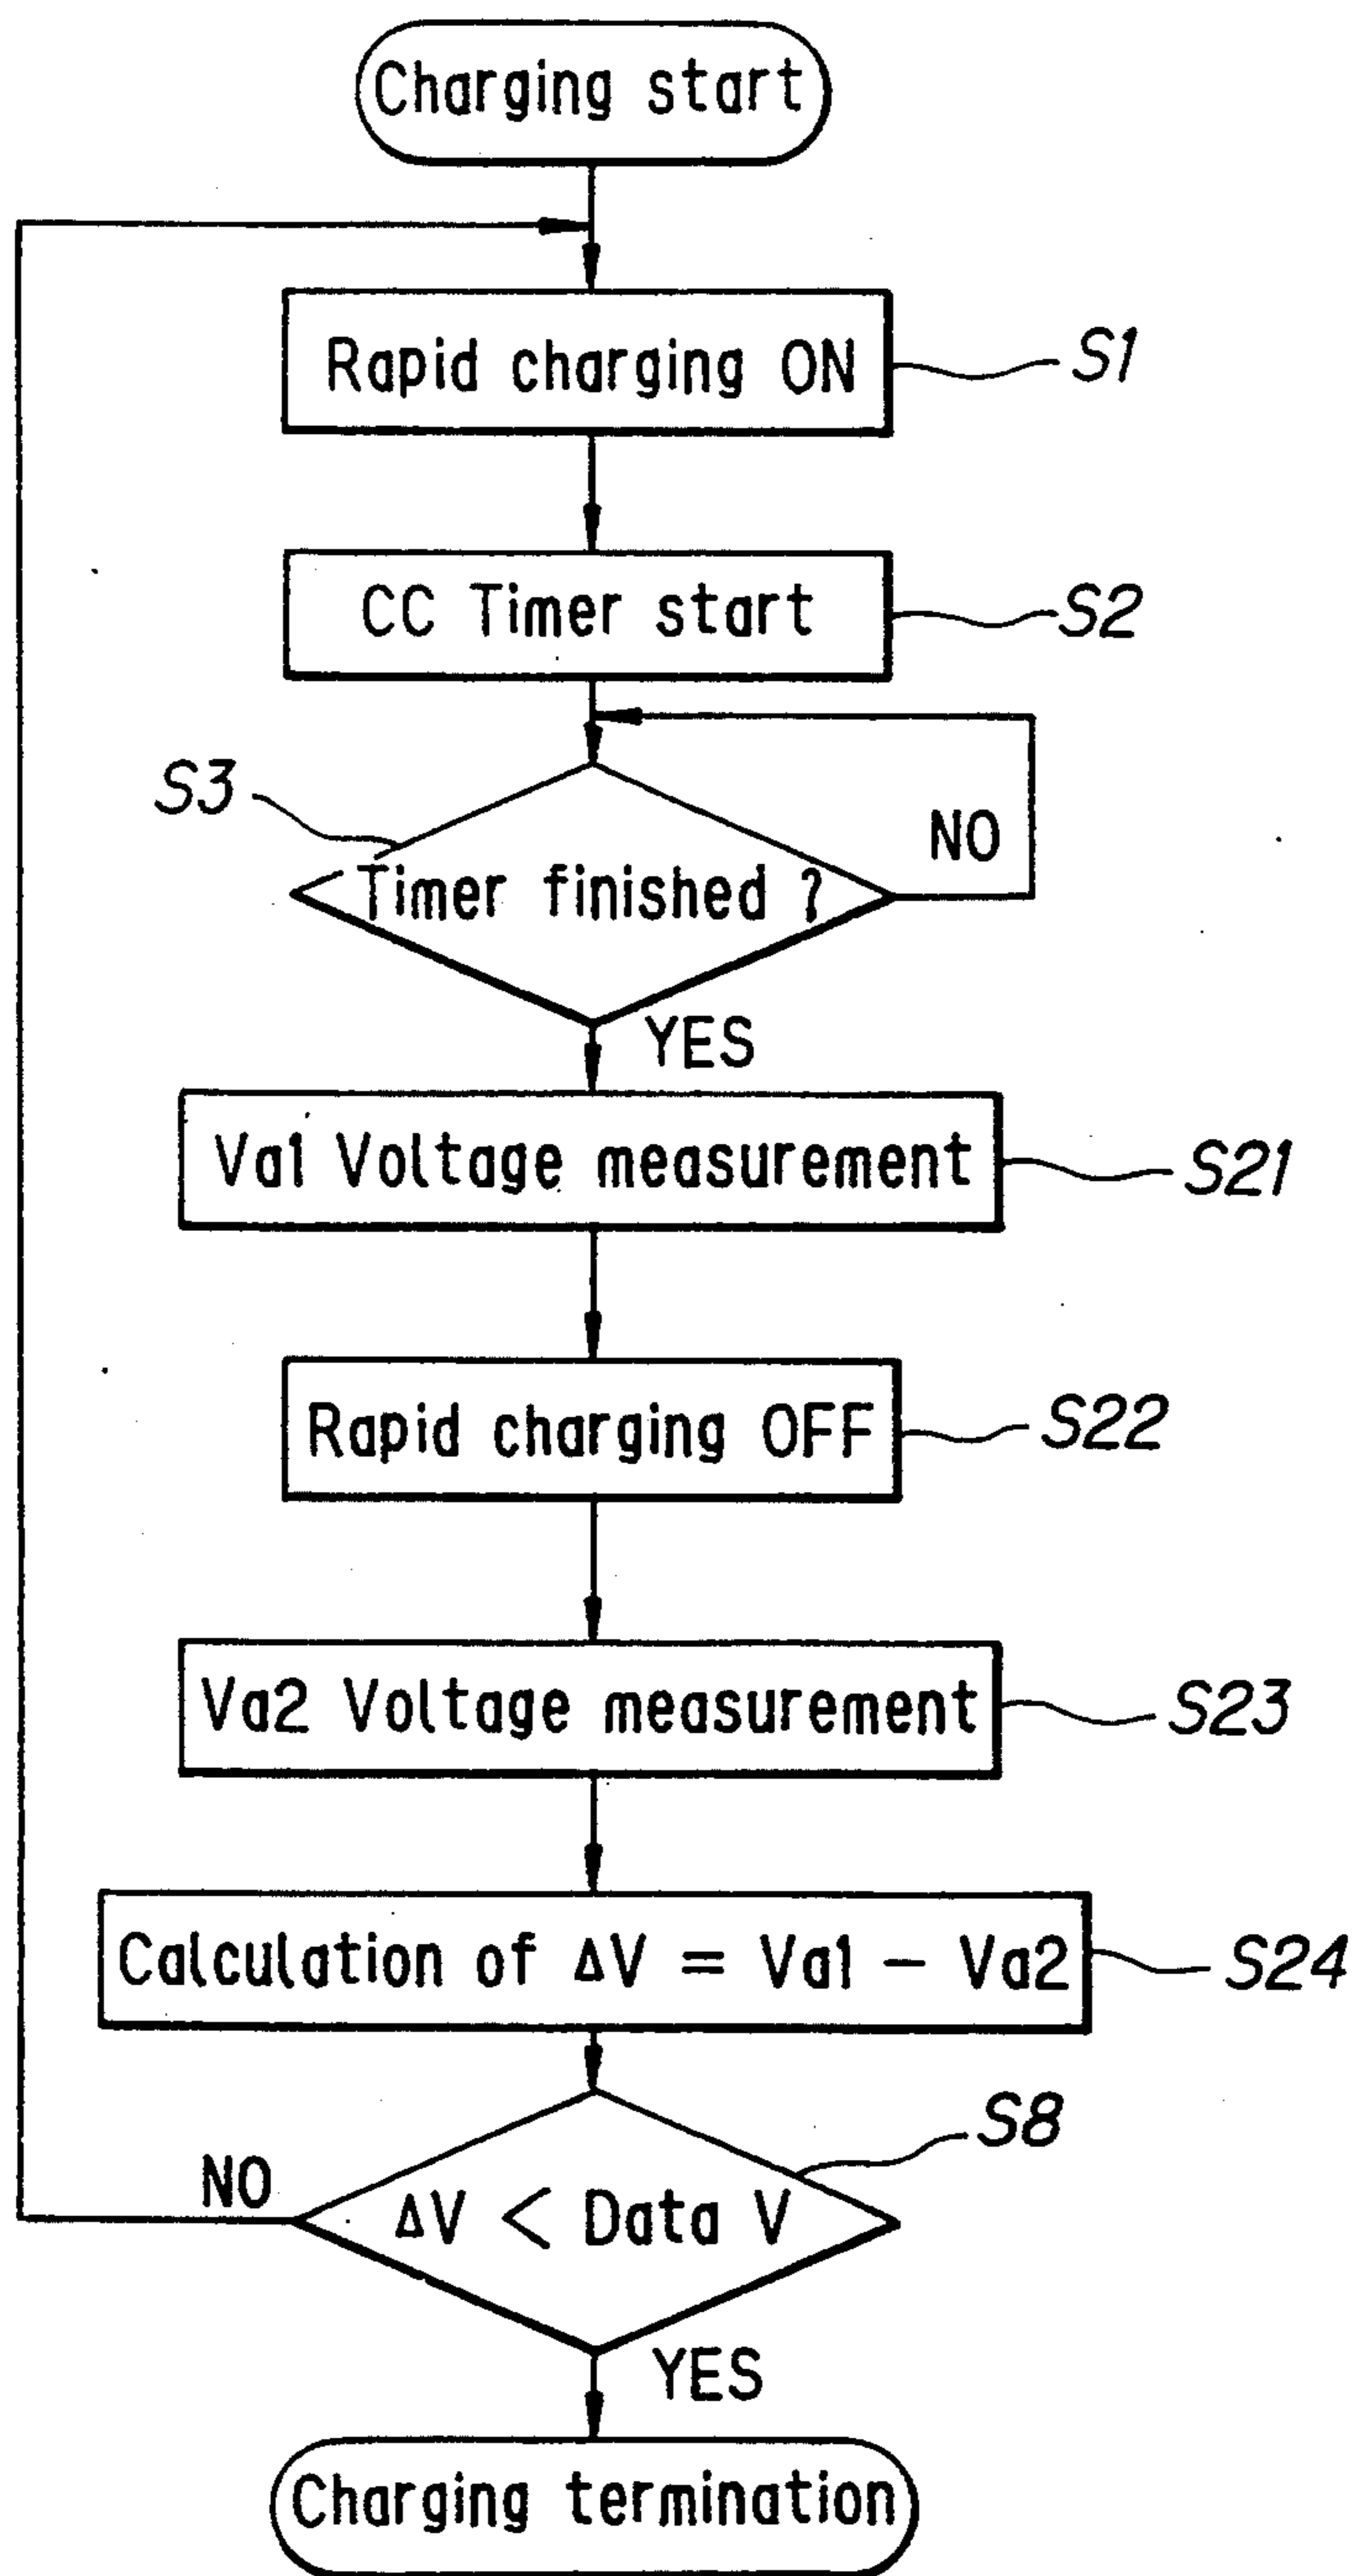 Charging start
Rapid charging ON
S1
CC Timer start
S2
S3
NO
Timer finished ?
YES
Va1 Voltage measurement
S21
Rapid charging OFF
S22
Va2 Voltage measurement
S23
Calculation of ΔV = Va1 − Va2
S24
S8
NO
ΔV < Data V
YES
Charging termination